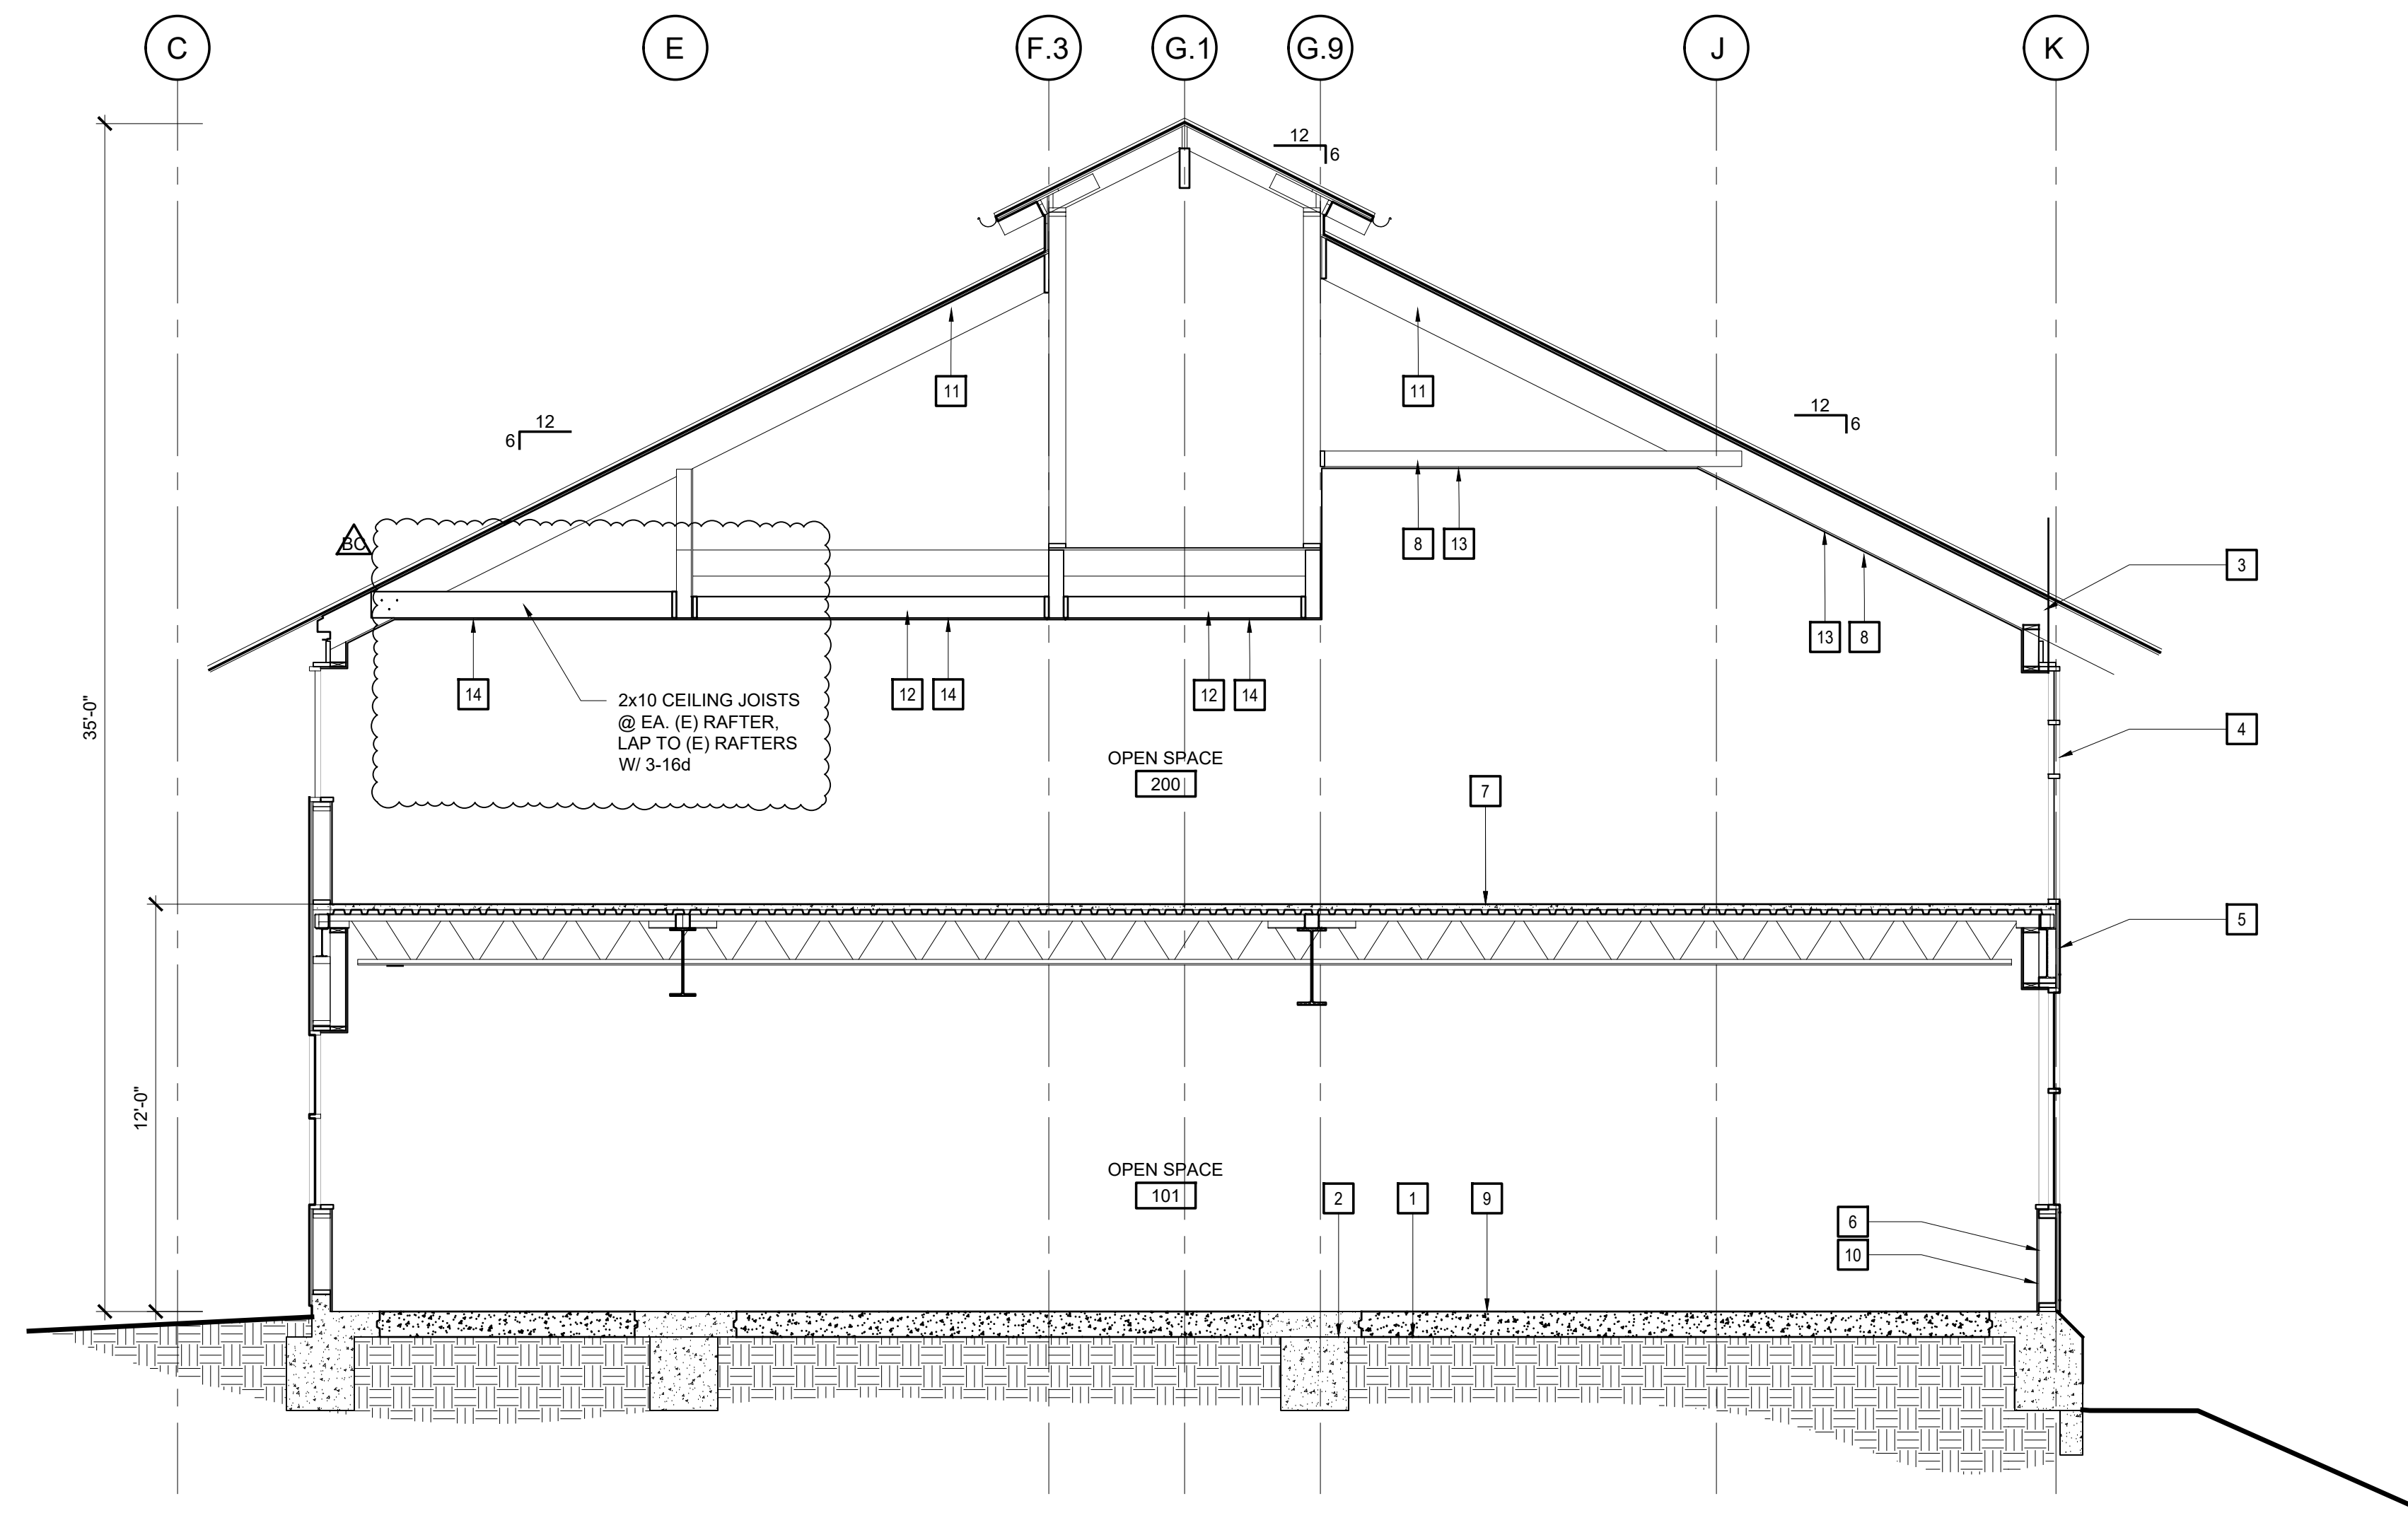 C E F.3 G.1 G.9 J K
12
6
35'-0"
11 11
12
6
12
6
BC
8 13
3
13 8
14
12 14
12 14
2x10 CEILING JOISTS
@ EA. (E) RAFTER,
LAP TO (E) RAFTERS
W/ 3-16d
4
OPEN SPACE
200
7
5
12'-0"
OPEN SPACE
101
2 1 9
6
10